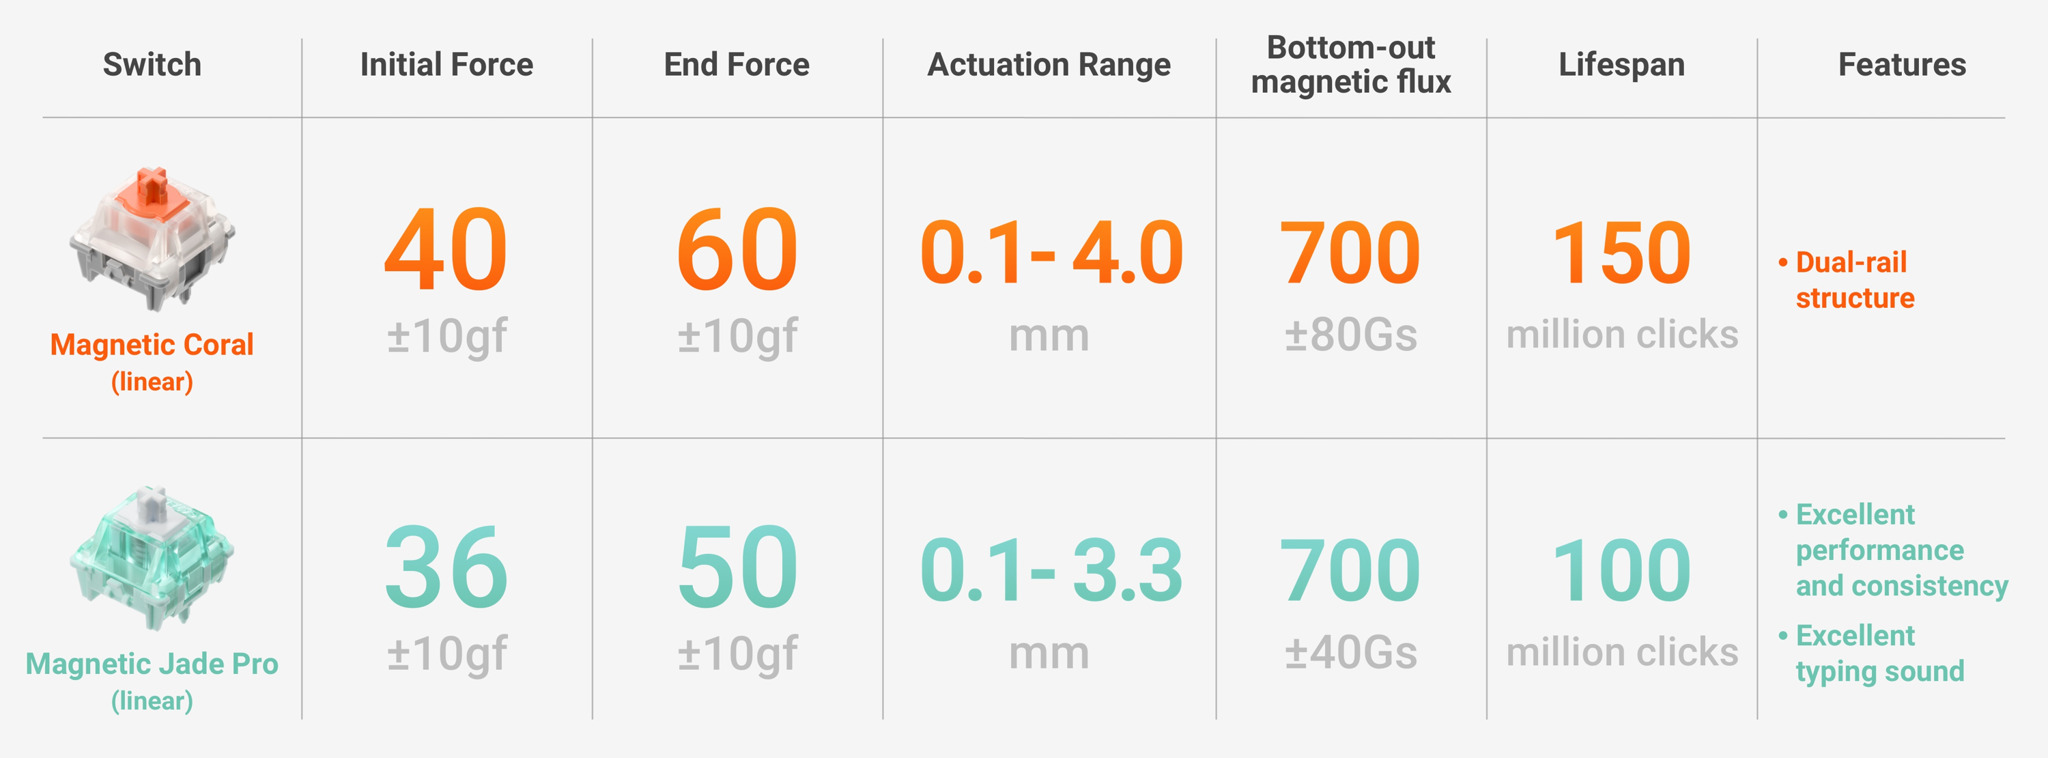 Switch
Initial Force
End Force
Actuation Range
Bottom-out
magnetic flux
Lifespan
Features
Magnetic Coral
(linear)
40
±10gf
60
±10gf
0.1- 4.0
mm
700
±80Gs
150
million clicks
• Dual-rail
structure
Magnetic Jade Pro
(linear)
36
±10gf
50
±10gf
0.1- 3.3
mm
700
±40Gs
100
million clicks
• Excellent
performance
and consistency
• Excellent
typing sound